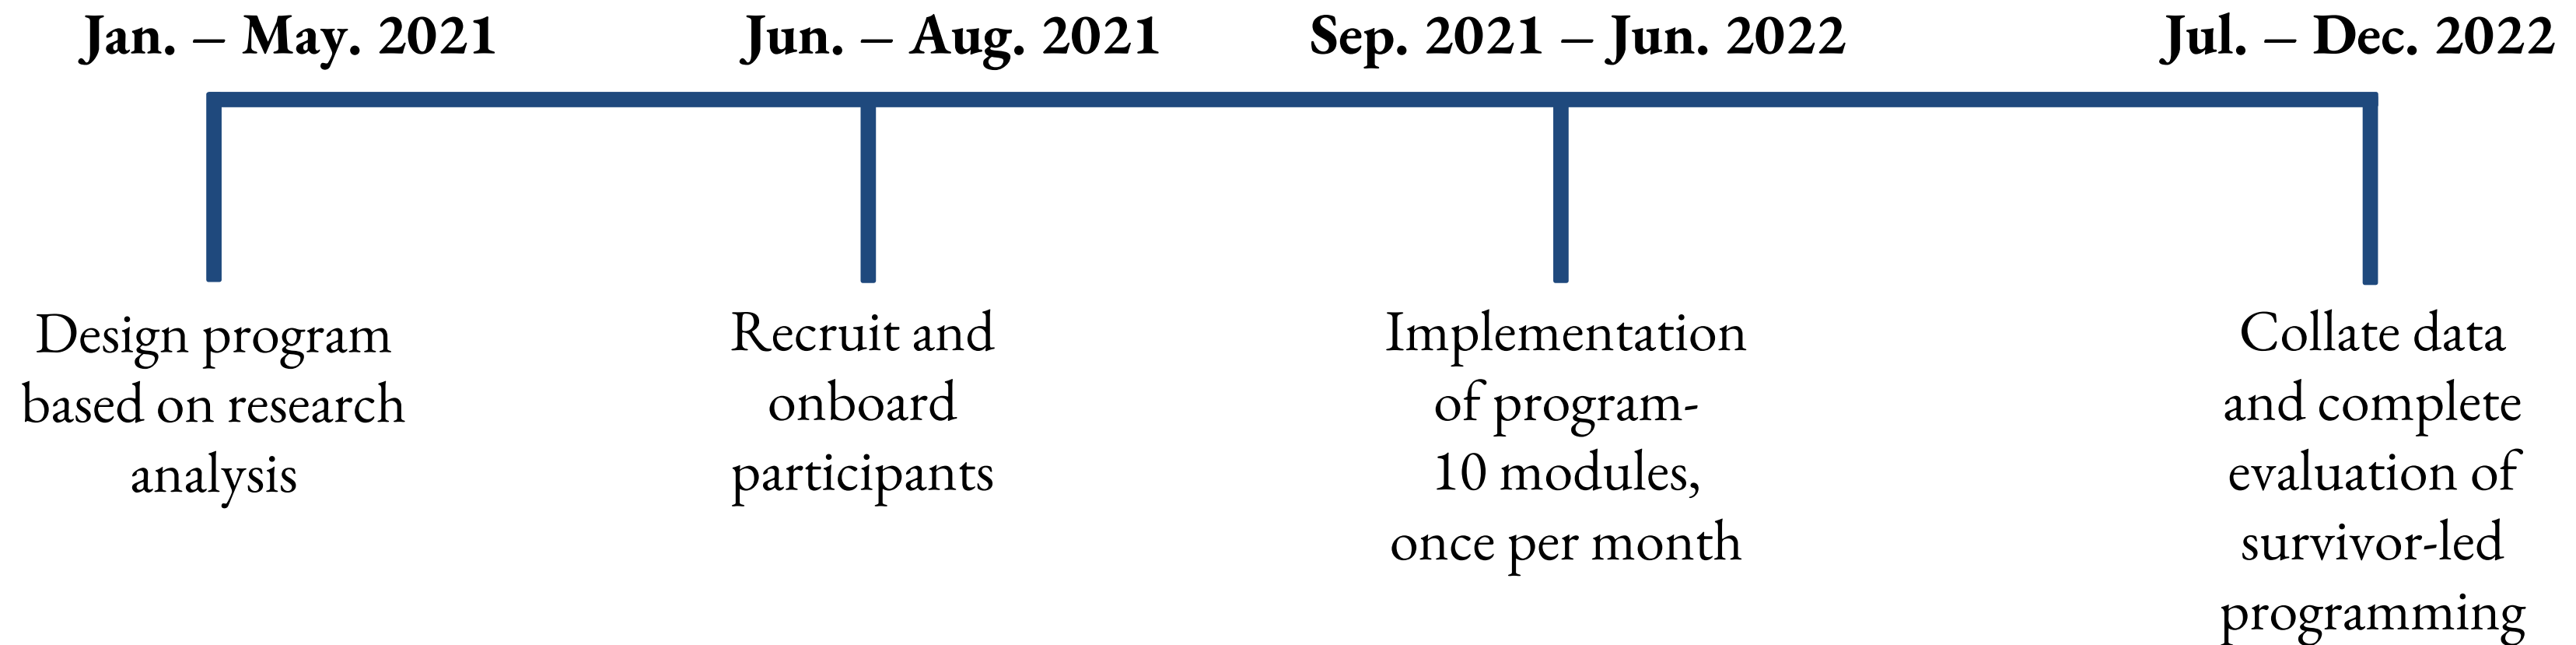 Jan. – May. 2021
Design program
based on research
analysis
Jun. – Aug. 2021
Recruit and
onboard
participants
Sep. 2021 – Jun. 2022
Implementation
of program-
10 modules,
once per month
Jul. – Dec. 2022
Collate data
and complete
evaluation of
survivor-led
programming